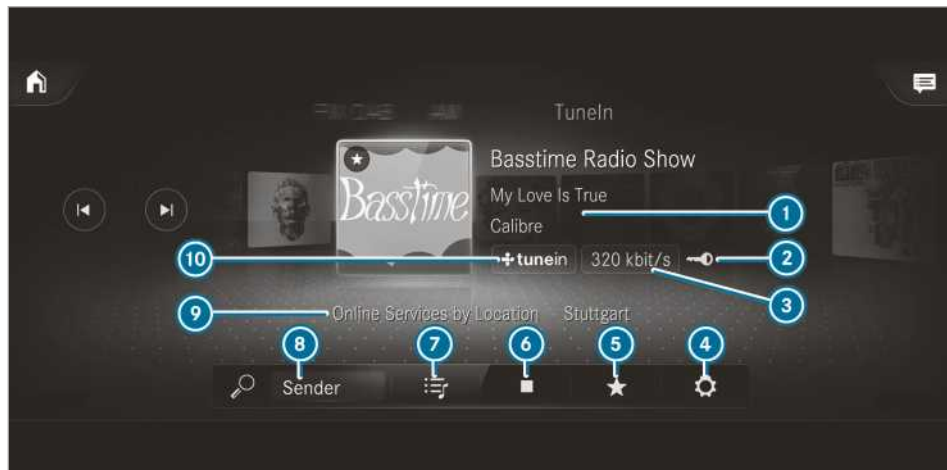 TuneIn
Basstime Radio Show
Basstime
My Love Is True
1
Calibre
10
tunein
320 kbit/s
2
3
9
Online Services by Location
Stuttgart
8
7
6
5
4
Sender